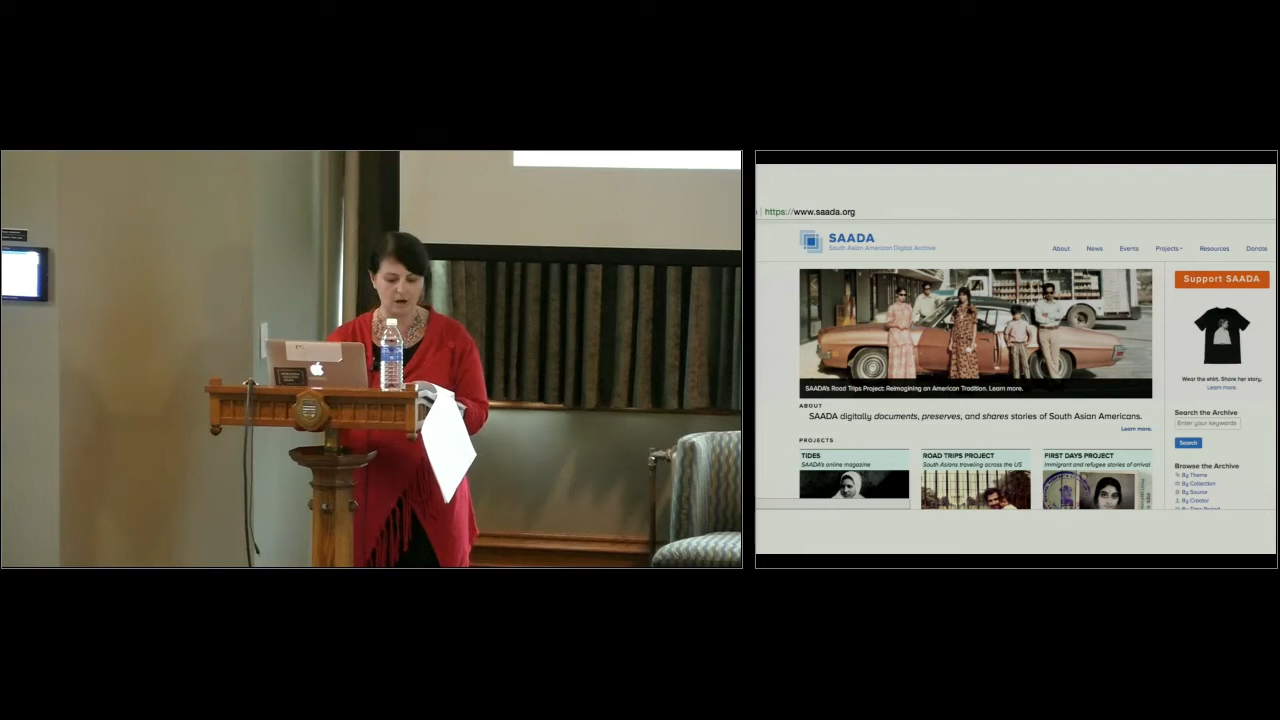 https://www.saada.org
SAADA
South Asian American Digital Archive
About
News
Events
Projects
Resources
Donate
SAADA's Road Trips Project: Reimagining an American Tradition. Learn more.
Support SAADA
Wear the shirt. Share her story.
Learn more.
ABOUT
SAADA digitally documents, preserves, and shares stories of South Asian Americans.
Learn more.
Search the Archive
Enter your keywords
Search
PROJECTS
TIDES
SAADA's online magazine
ROAD TRIPS PROJECT
South Asians traveling across the US
FIRST DAYS PROJECT
Immigrant and refugee stories of arrival
Browse the Archive
By Theme
By Collection
By Source
By Creator
By Time Period